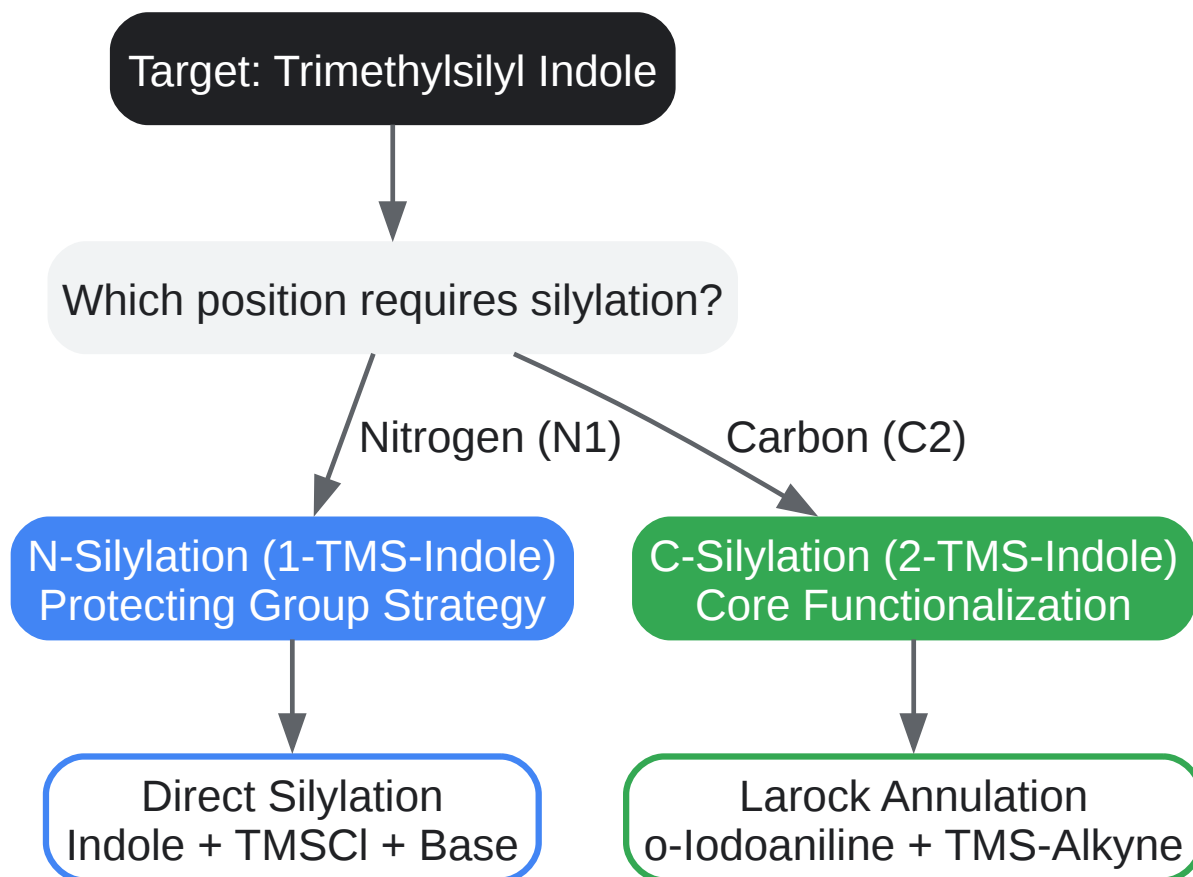 Target: Trimethylsilyl Indole
Which position requires silylation?
Nitrogen (N1)
Carbon (C2)
N-Silylation (1-TMS-Indole)
Protecting Group Strategy
C-Silylation (2-TMS-Indole)
Core Functionalization
Direct Silylation
Indole + TMSCl + Base
Larock Annulation
o-Iodoaniline + TMS-Alkyne